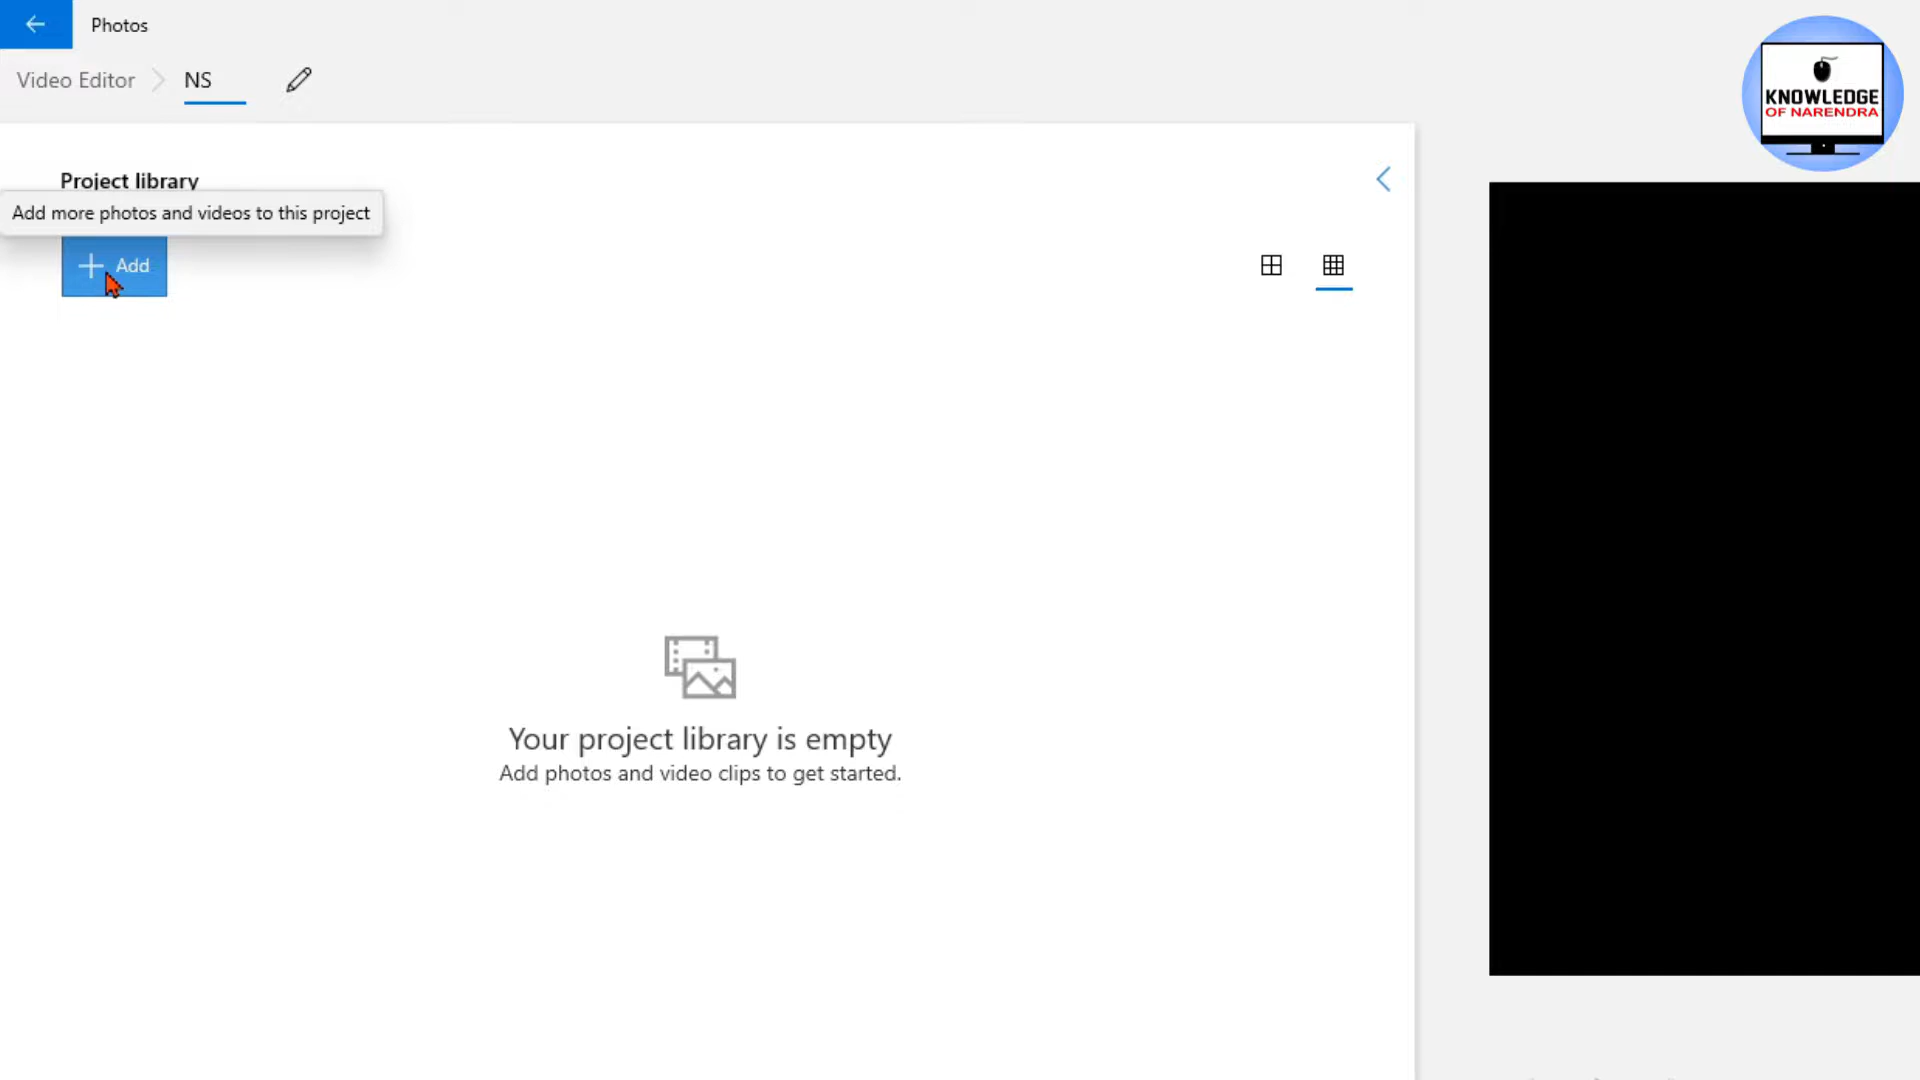 Photos
Video Editor
NS
KNOWLEDGE
OF NARENDRA
Project library
Add more photos and videos to this project
Add
Your project library is empty
Add photos and video clips to get started.